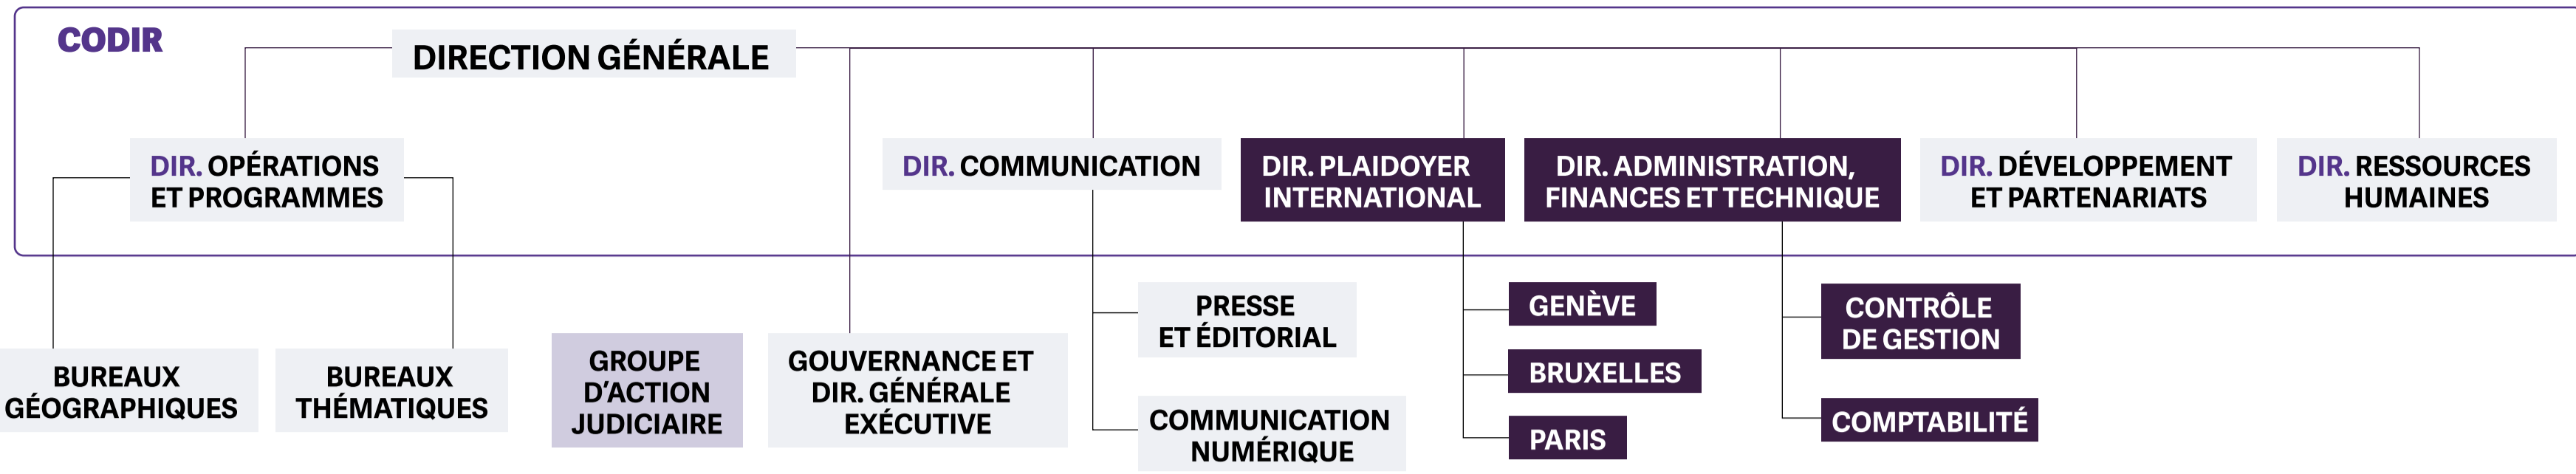 CODIR
DIRECTION GÉNÉRALE
DIR. OPÉRATIONS
ET PROGRAMMES
DIR. COMMUNICATION
DIR. PLAIDOYER
INTERNATIONAL
DIR. ADMINISTRATION,
FINANCES ET TECHNIQUE
DIR. DÉVELOPPEMENT
ET PARTENARIATS
DIR. RESSOURCES
HUMAINES
BUREAUX
GÉOGRAPHIQUES
BUREAUX
THÉMATIQUES
GROUPE
D’ACTION
JUDICIAIRE
GOUVERNANCE ET
DIR. GÉNÉRALE
EXÉCUTIVE
PRESSE
ET ÉDITORIAL
COMMUNICATION
NUMÉRIQUE
GENÈVE
BRUXELLES
PARIS
CONTRÔLE
DE GESTION
COMPTABILITÉ